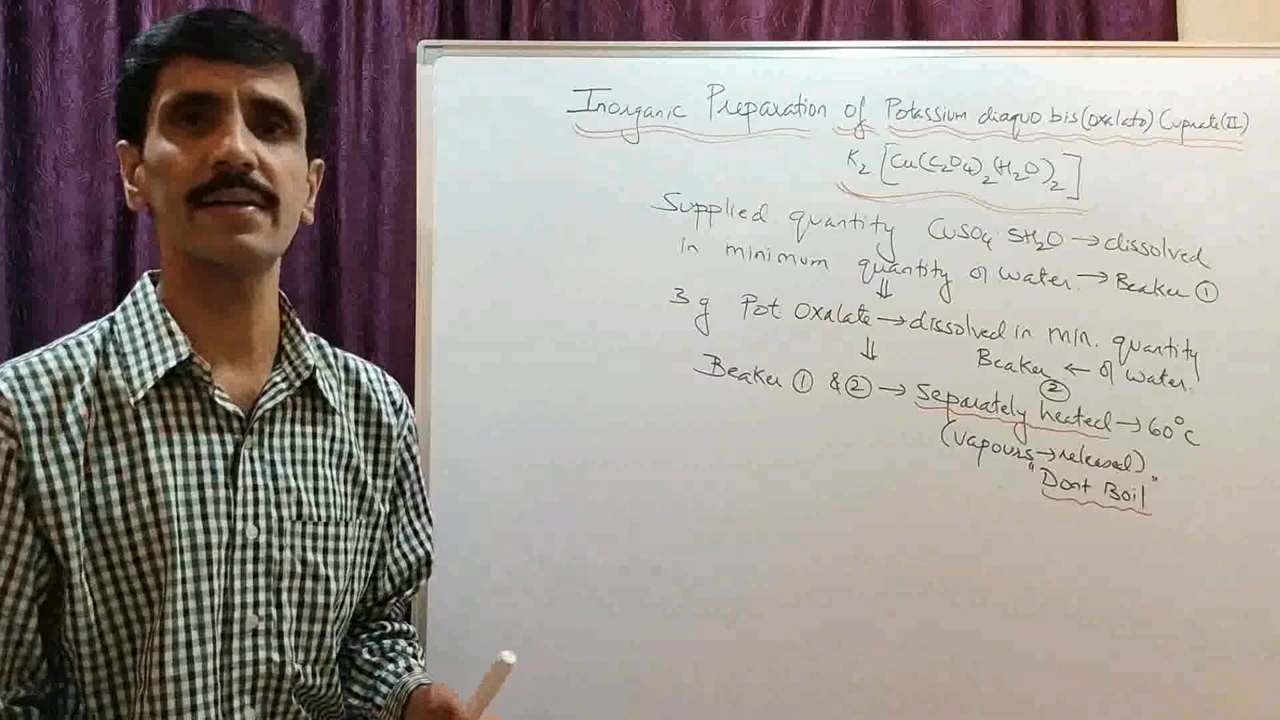 Inorganic Preparation of Potassium diaquo bis(oxalato) Cuprate(II)
K2 [Cu(C2O4)2(H2O)2]
Supplied quantity CuSO4 5H2O → dissolved
in minimum quantity of water. → Beaker ①
⇓
3 g Pot oxalate → dissolved in min. quantity
⇓ Beaker ← of water.
②
Beaker ① & ② → Separately heated → 60°C
(vapours → released)
"Dont Boil"